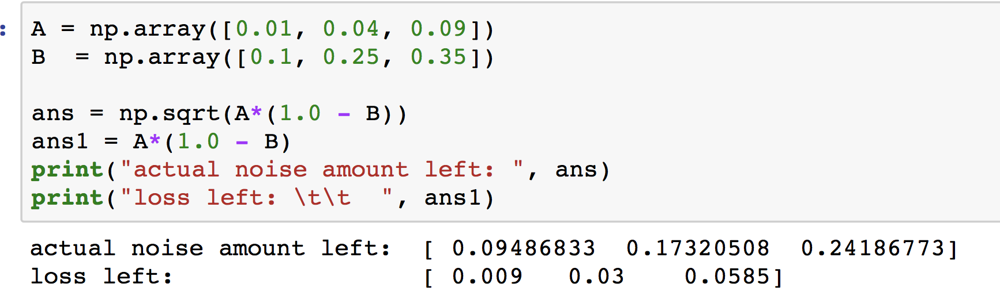 :
A = np.array([0.01, 0.04, 0.09])
B  = np.array([0.1, 0.25, 0.35])
ans = np.sqrt(A*(1.0 - B))
ans1 = A*(1.0 - B)
print("actual noise amount left: ", ans)
print("loss left: \t\t  ", ans1)
actual noise amount left:  [ 0.09486833  0.17320508  0.24186773]
loss left:                 [ 0.009   0.03    0.0585]